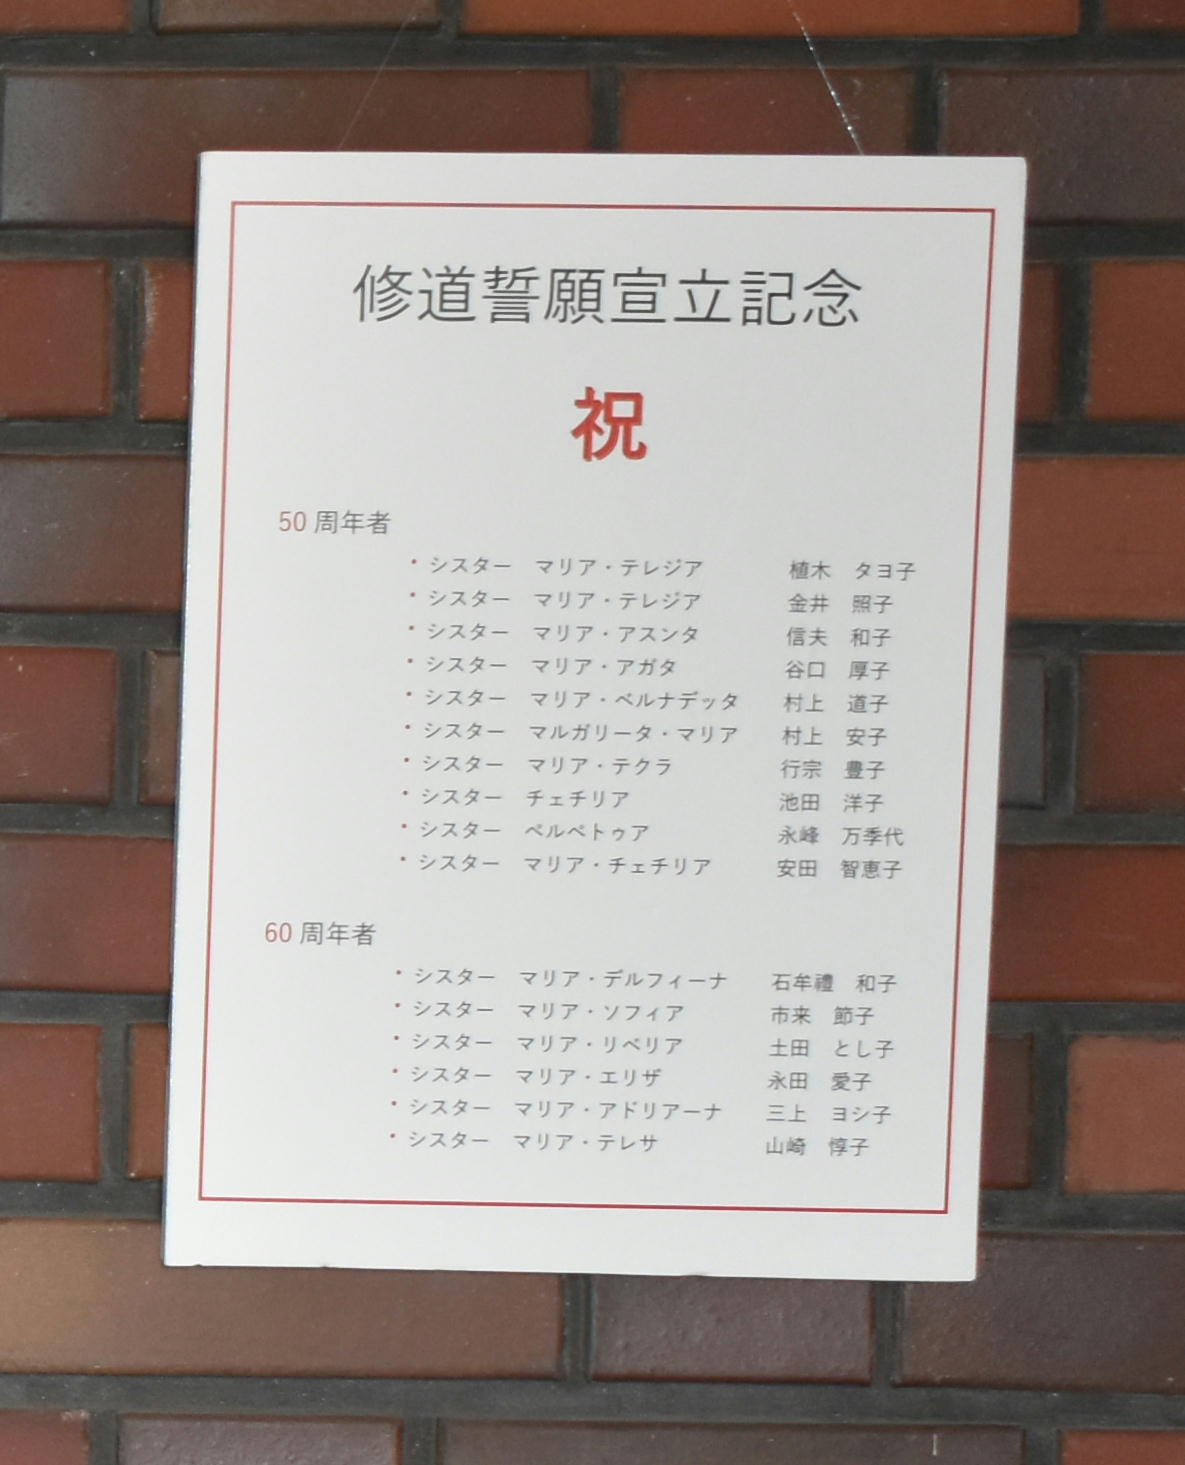 修道誓願宣立記念
祝
50 周年者
・シスター　マリア・テレジア　植木　タヨ子
・シスター　マリア・テレジア　金井　照子
・シスター　マリア・アスンタ　信夫　和子
・シスター　マリア・アガタ　谷口　厚子
・シスター　マリア・ベルナデッタ　村上　道子
・シスター　マルガリータ・マリア　村上　安子
・シスター　マリア・テクラ　行宗　豊子
・シスター　チェチリア　池田　洋子
・シスター　ペルペトゥア　永峰　万季代
・シスター　マリア・チェチリア　安田　智恵子
60 周年者
・シスター　マリア・デルフィーナ　石牟禮　和子
・シスター　マリア・ソフィア　市来　節子
・シスター　マリア・リベリア　土田　とし子
・シスター　マリア・エリザ　永田　愛子
・シスター　マリア・アドリアーナ　三上　ヨシ子
・シスター　マリア・テレサ　山崎　惇子